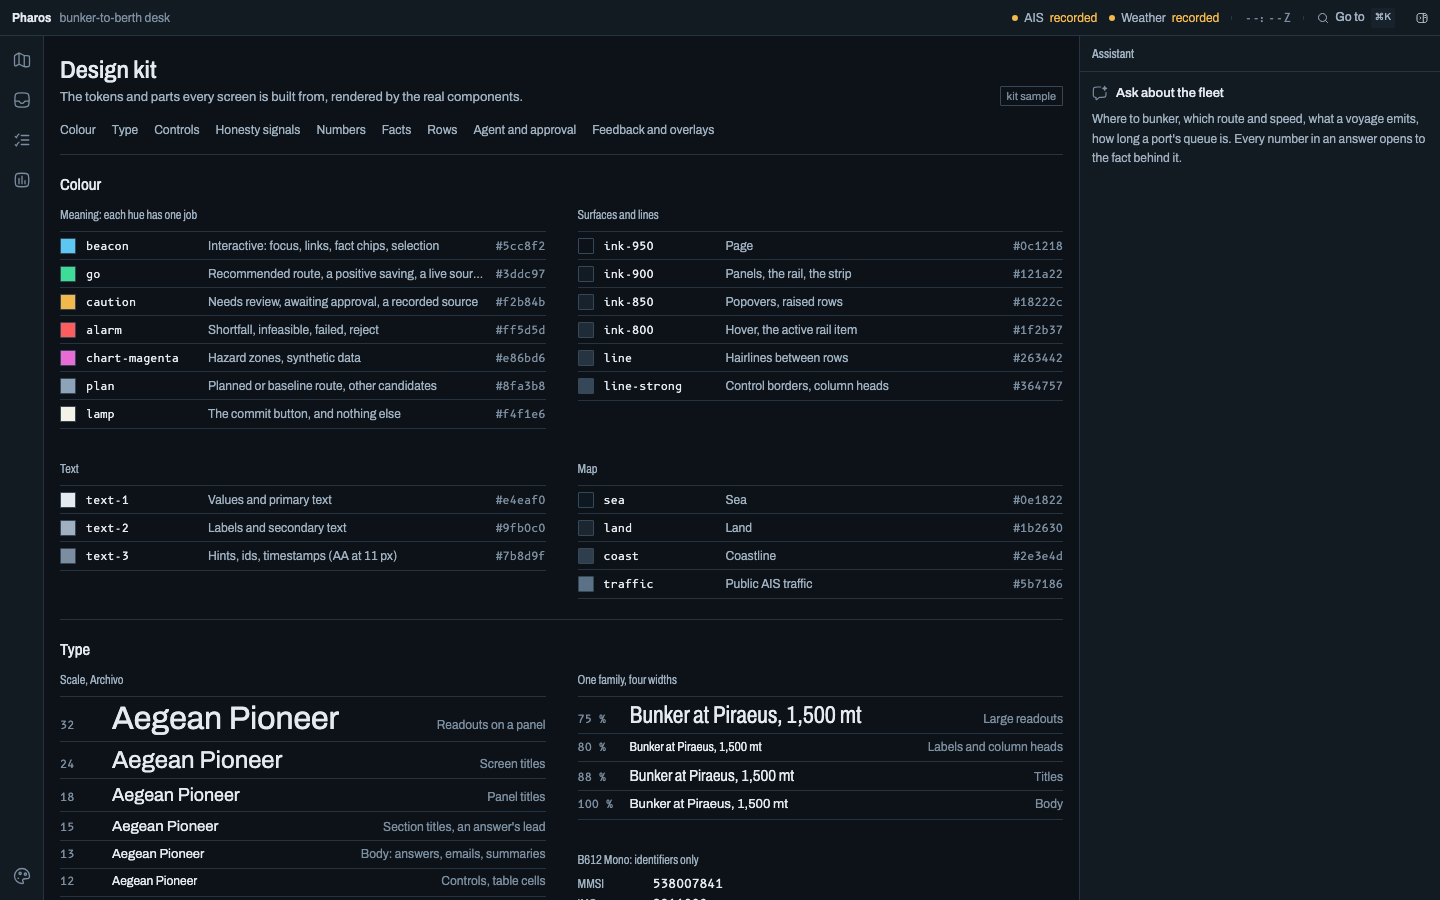 Pharos bunker-to-berth desk
AIS recorded Weather recorded --:--Z Go to ⌘K
Assistant
Design kit
The tokens and parts every screen is built from, rendered by the real components.
kit sample
Colour Type Controls Honesty signals Numbers Facts Rows Agent and approval Feedback and overlays
Ask about the fleet
Where to bunker, which route and speed, what a voyage emits,
how long a port's queue is. Every number in an answer opens to
the fact behind it.
Colour
Meaning: each hue has one job
beacon Interactive: focus, links, fact chips, selection #5cc8f2
go Recommended route, a positive saving, a live sour... #3ddc97
caution Needs review, awaiting approval, a recorded source #f2b84b
alarm Shortfall, infeasible, failed, reject #ff5d5d
chart-magenta Hazard zones, synthetic data #e86bd6
plan Planned or baseline route, other candidates #8fa3b8
lamp The commit button, and nothing else #f4f1e6
Surfaces and lines
ink-950 Page #0c1218
ink-900 Panels, the rail, the strip #121a22
ink-850 Popovers, raised rows #18222c
ink-800 Hover, the active rail item #1f2b37
line Hairlines between rows #263442
line-strong Control borders, column heads #364757
Text
text-1 Values and primary text #e4eaf0
text-2 Labels and secondary text #9fb0c0
text-3 Hints, ids, timestamps (AA at 11 px) #7b8d9f
Map
sea Sea #0e1822
land Land #1b2630
coast Coastline #2e3e4d
traffic Public AIS traffic #5b7186
Type
Scale, Archivo
32 Aegean Pioneer Readouts on a panel
24 Aegean Pioneer Screen titles
18 Aegean Pioneer Panel titles
15 Aegean Pioneer Section titles, an answer's lead
13 Aegean Pioneer Body: answers, emails, summaries
12 Aegean Pioneer Controls, table cells
One family, four widths
75 % Bunker at Piraeus, 1,500 mt Large readouts
80 % Bunker at Piraeus, 1,500 mt Labels and column heads
88 % Bunker at Piraeus, 1,500 mt Titles
100 % Bunker at Piraeus, 1,500 mt Body
B612 Mono: identifiers only
MMSI 538007841